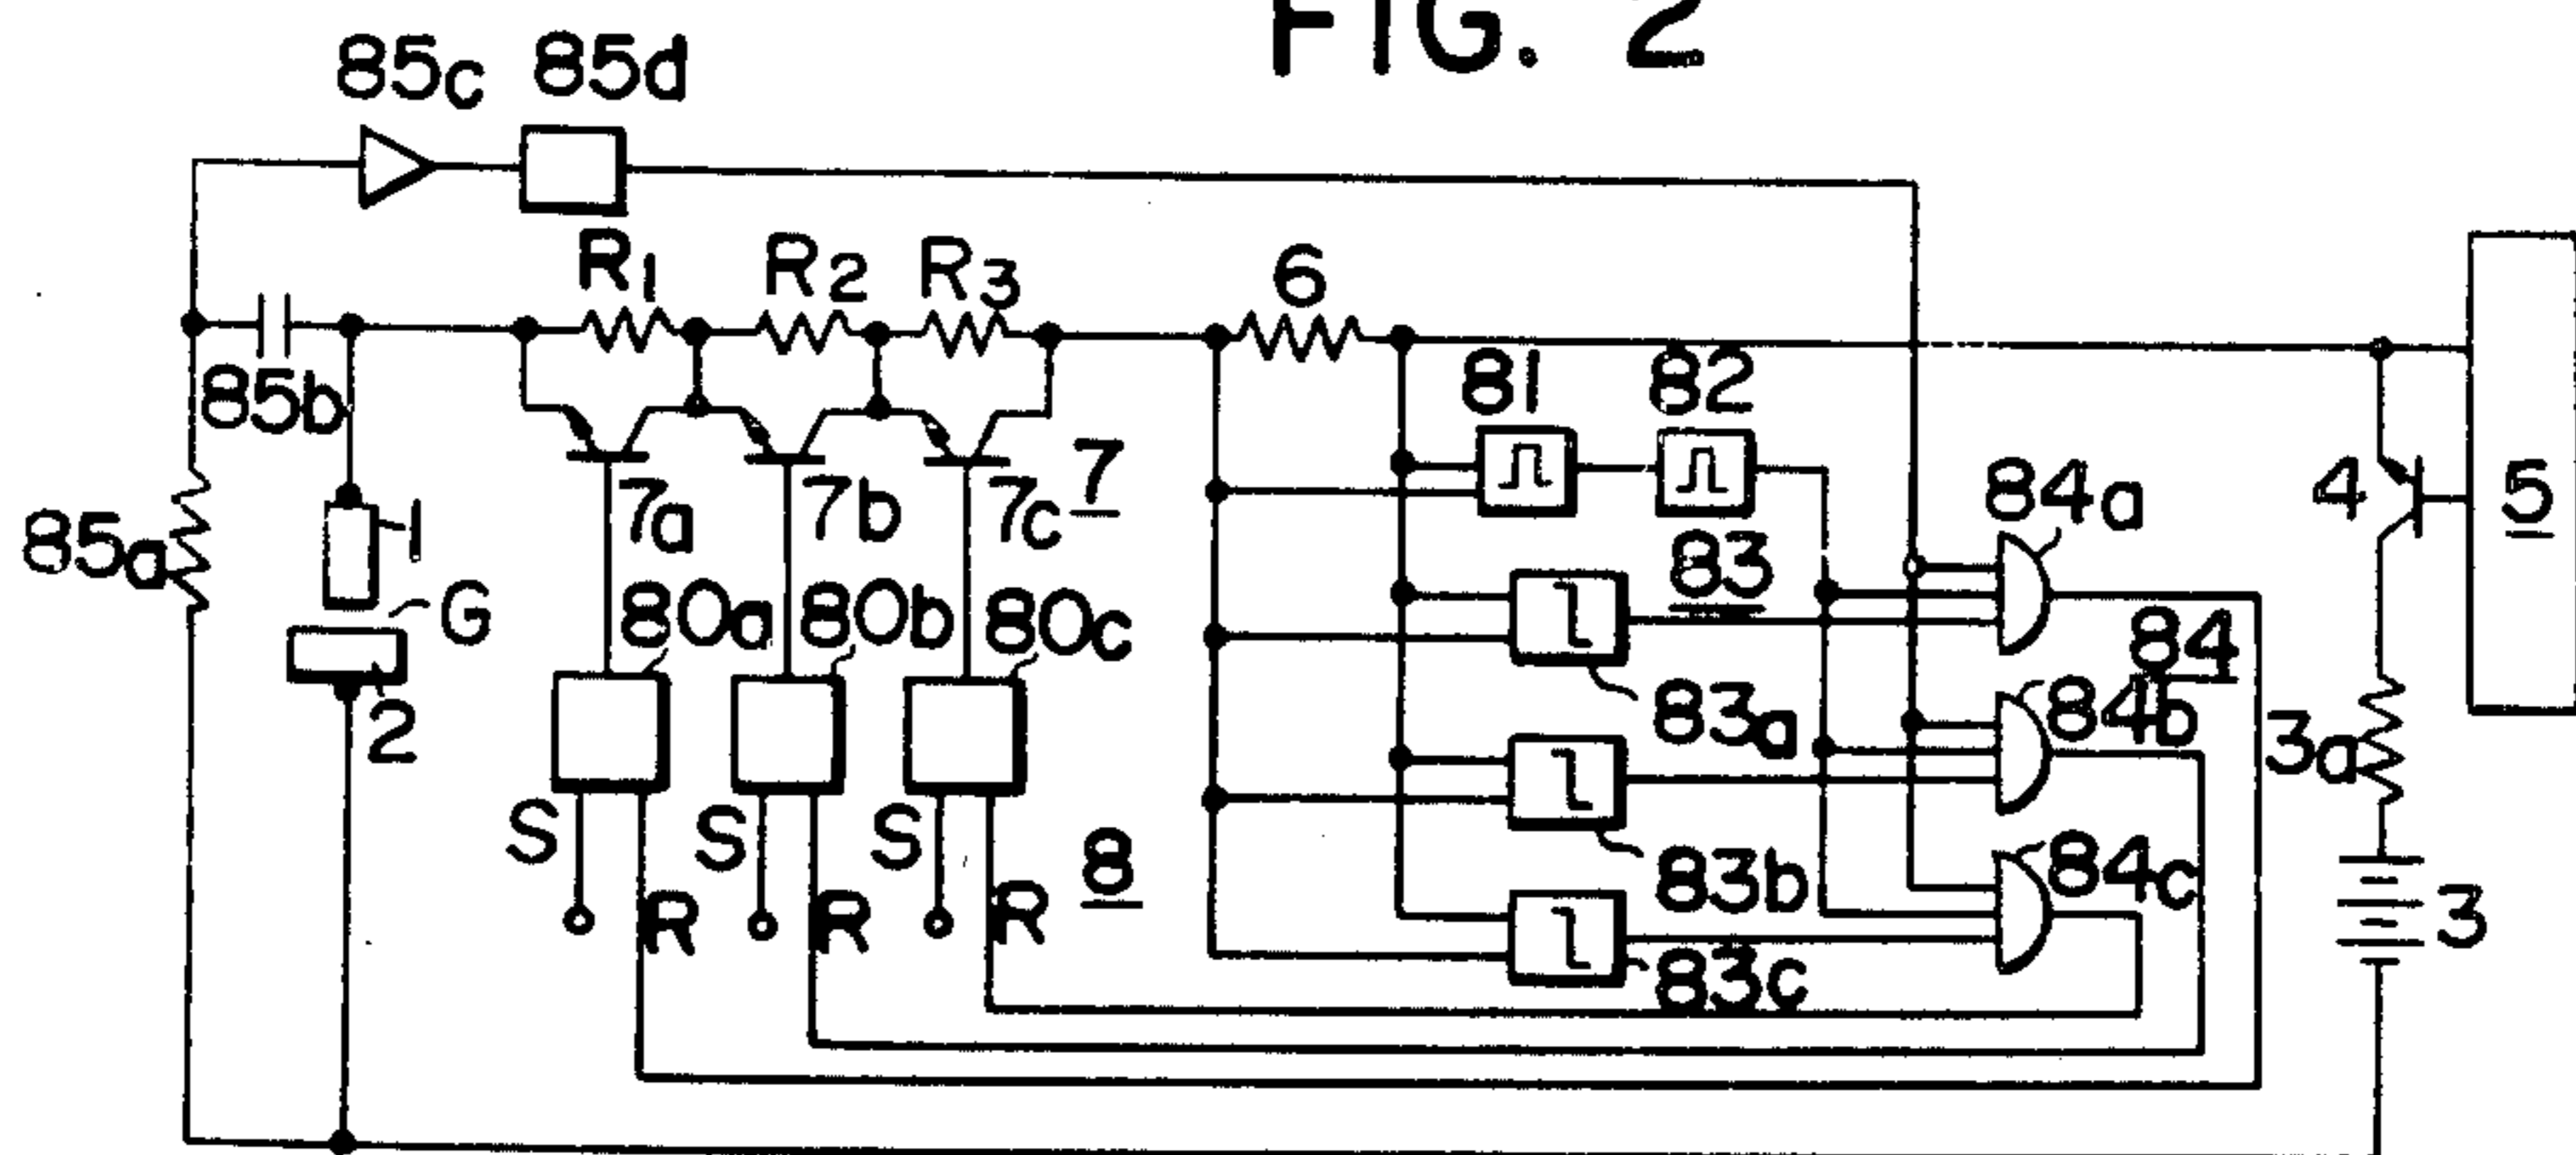 FIG. 2
85c 85d
R1 R2 R3 6
85b 81 82
7a 7b 7c 7 84a 4 5
85a 1 G 83
80a 80b 80c 84
2 83a 84b 3a
S S S 8 83b 84c
R R R 83c 3